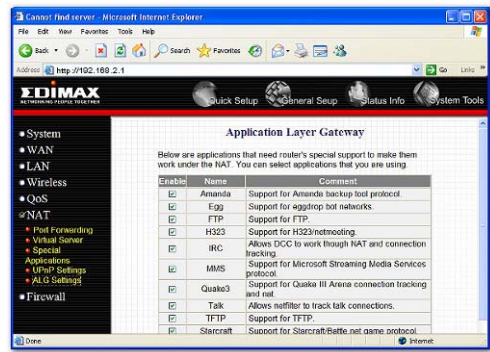 Cannot find server - Microsoft Internet Explorer
File Edit View Favorites Tools Help
Back Search Favorites
Address http://192.168.2.1 Go Links »
EDIMAX
NETWORKING PEOPLE TOGETHER
Quick Setup General Seup Status Info System Tools
System
WAN
LAN
Wireless
QoS
NAT
Port Forwarding
Virtual Server
Special
Applications
UPnP Settings
ALG Settings
Firewall
Application Layer Gateway
Below are applications that need router's special support to make them
work under the NAT. You can select applications that you are using.
Enable Name Comment
Amanda Support for Amanda backup tool protocol.
Egg Support for eggdrop bot networks.
FTP Support for FTP.
H323 Support for H323/netmeeting.
IRC Allows DCC to work though NAT and connection
tracking.
MMS Support for Microsoft Streaming Media Services
protocol.
Quake3 Support for Quake III Arena connection tracking
and nat.
Talk Allows netfilter to track talk connections.
TFTP Support for TFTP.
Starcraft Support for Starcraft/Battle net game protocol.
Done Internet